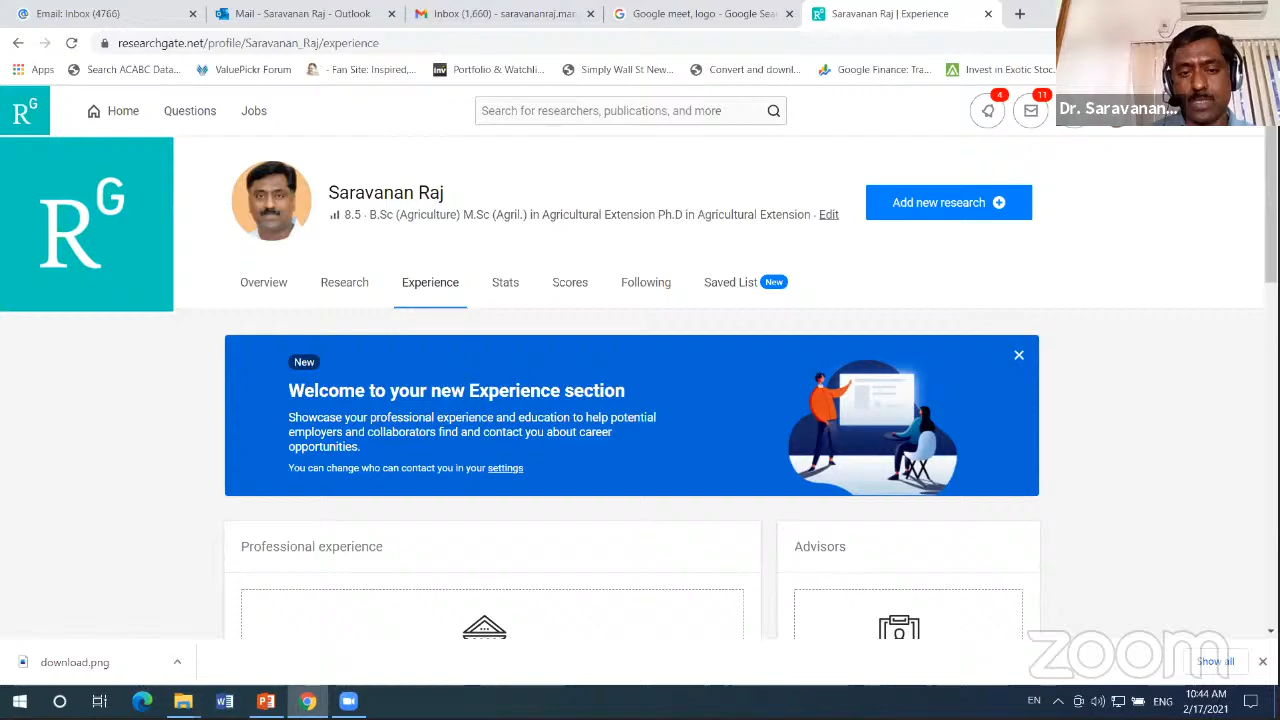 Email: Inbox (4766)
Mail - Saravanan Raj - Outlo
Inbox (1,660) - saravananrajmar
Google meet, logo - Google Sea
Saravanan Raj | Experience
researchgate.net/profile/Saravanan_Raj/experience
Apps
Search ACABC Data...
ValuePickr Forum
- Fan Site: Inspired,...
Portfolio & Watchli...
Simply Wall St New...
Convert and downl...
Google Finance: Tra...
Invest in Exotic Stoc
Dr. Saravanan...
RG
Home
Questions
Jobs
Search for researchers, publications, and more
4
11
RG
Saravanan Raj
8.5 · B.Sc (Agriculture) M.Sc (Agril.) in Agricultural Extension Ph.D in Agricultural Extension · Edit
Add new research
Overview
Research
Experience
Stats
Scores
Following
Saved List New
New
Welcome to your new Experience section
Showcase your professional experience and education to help potential
employers and collaborators find and contact you about career
opportunities.
You can change who can contact you in your settings
Professional experience
Advisors
download.png
Show all
zoom
EN
ENG
10:44 AM
2/17/2021